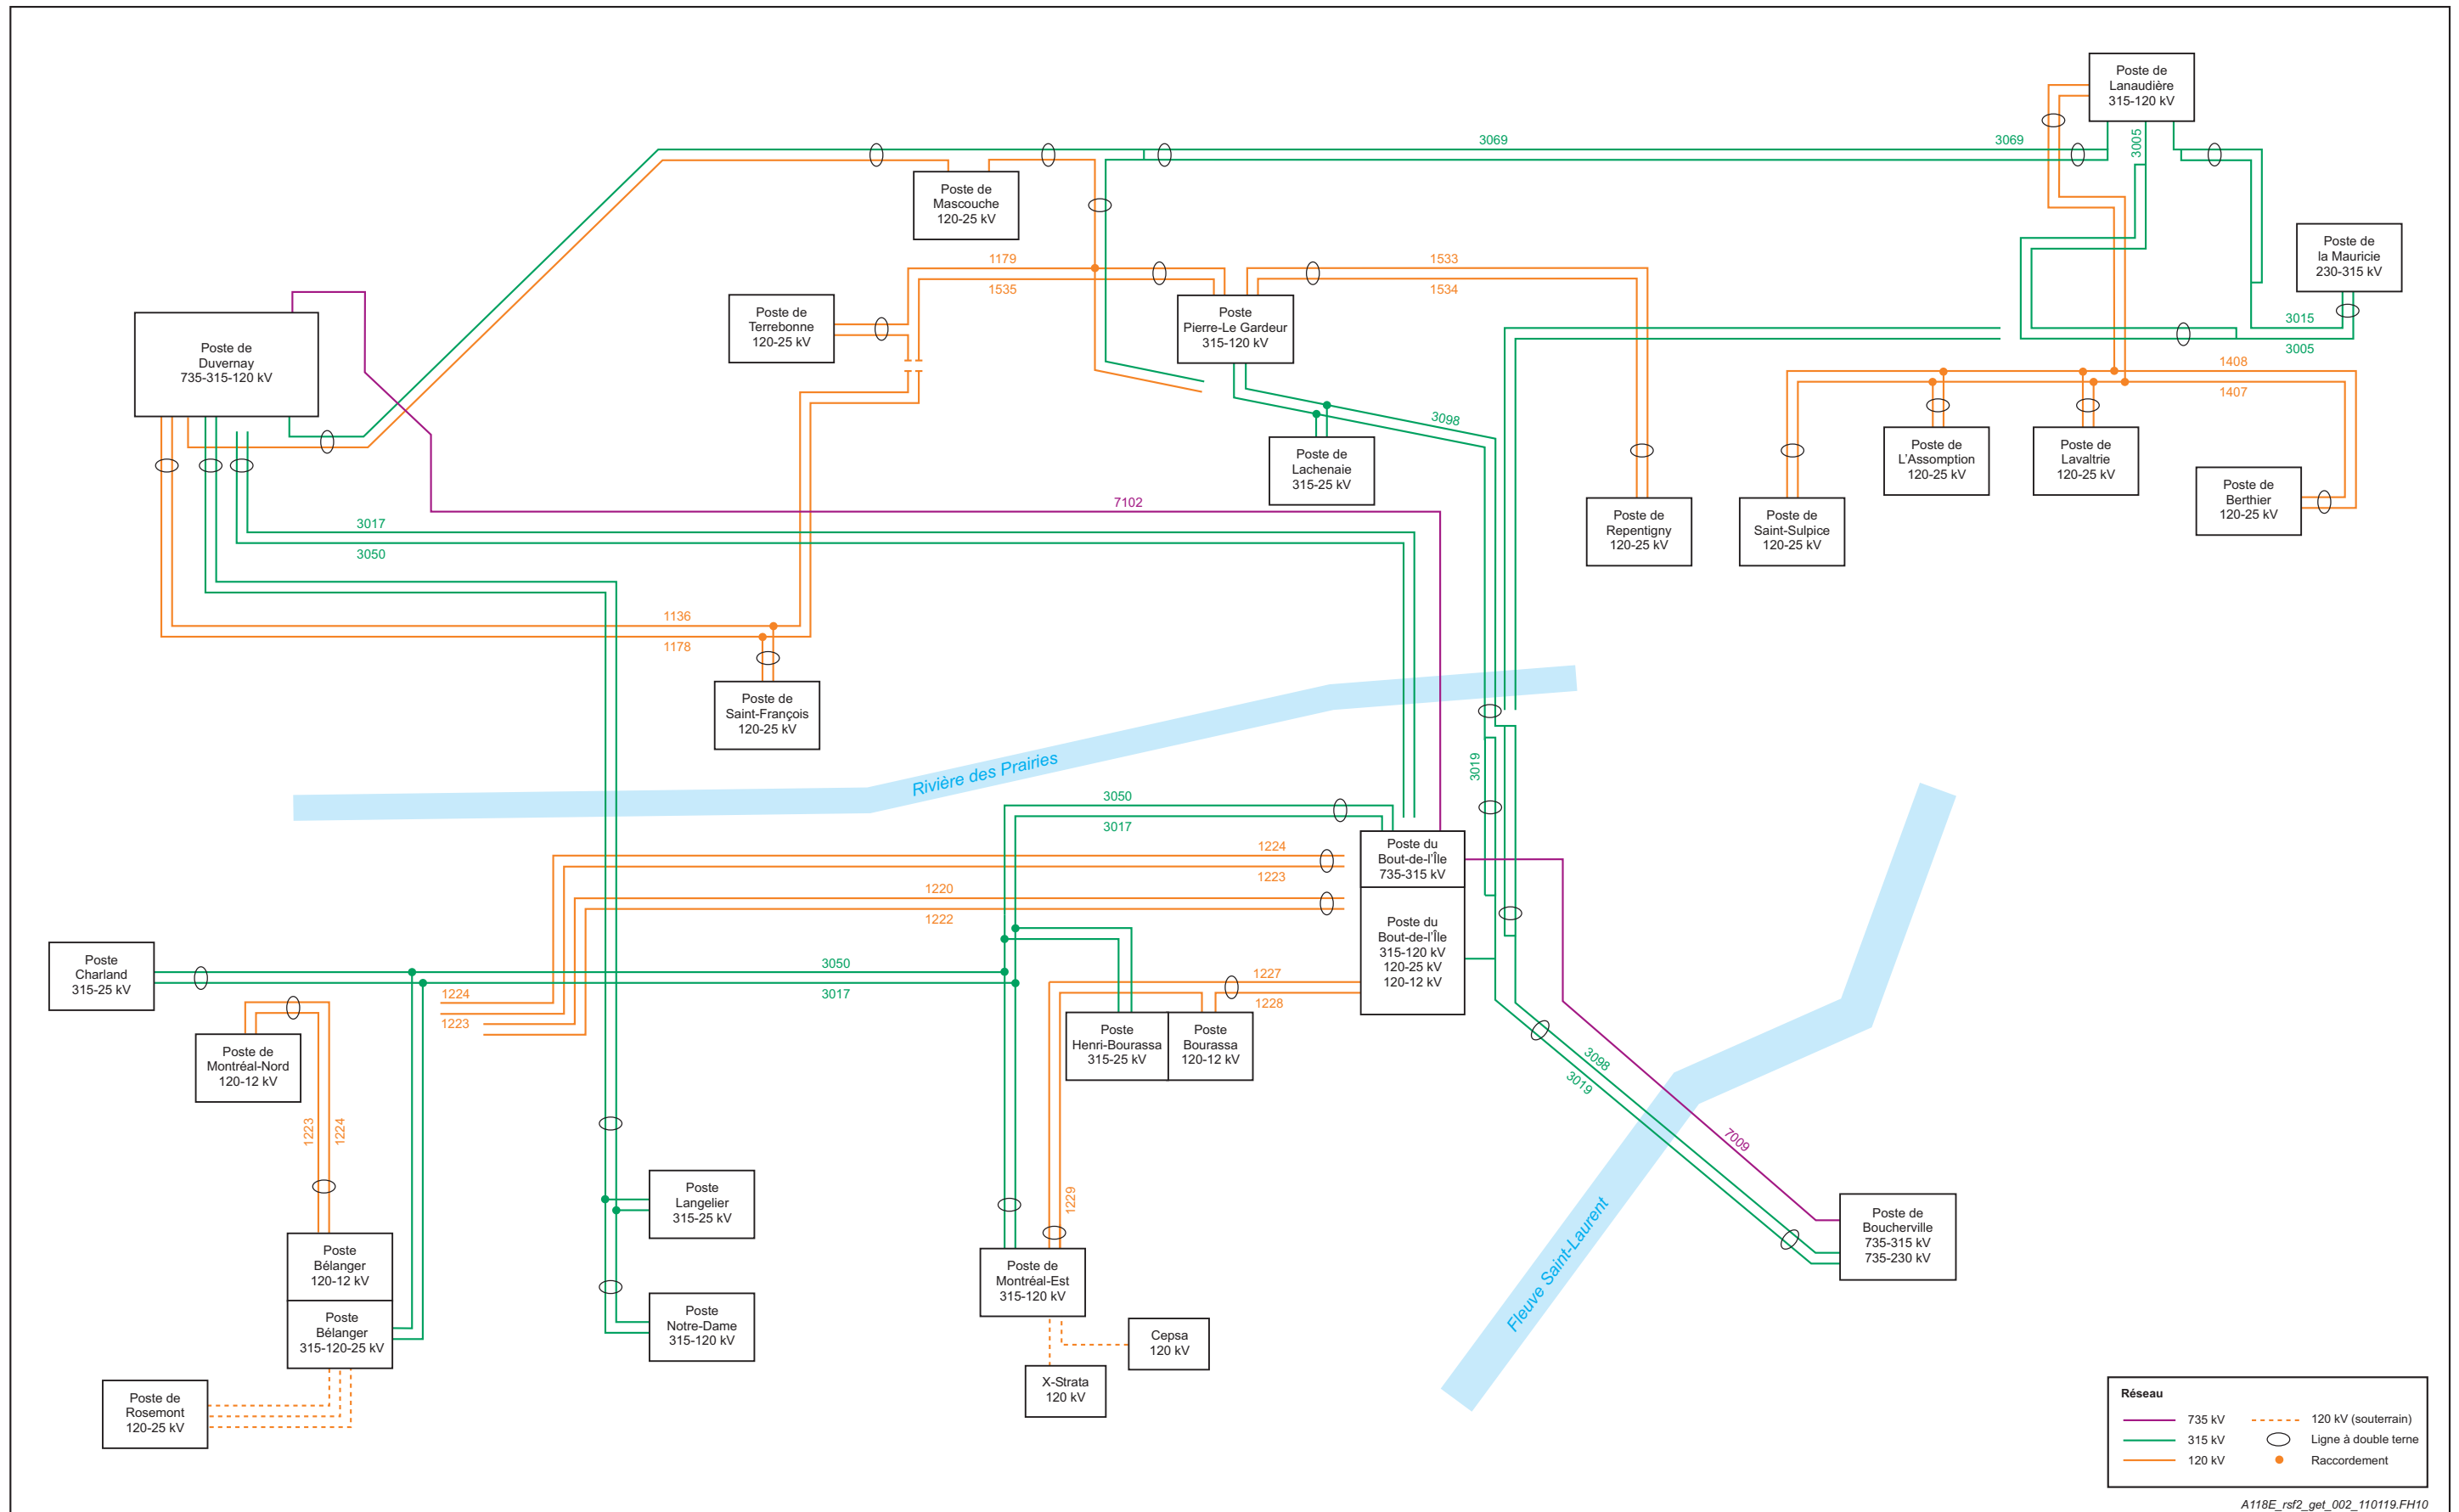 Poste de
Lanaudière
315-120 kV
3069
3069
3005
Poste de
Mascouche
120-25 kV
Poste de
la Mauricie
230-315 kV
1179
1535
1533
1534
Poste de
Terrebonne
120-25 kV
Poste
Pierre-Le Gardeur
315-120 kV
3015
3005
Poste de
Duvernay
735-315-120 kV
1408
1407
3098
Poste de
Lachenaie
315-25 kV
Poste de
L'Assomption
120-25 kV
Poste de
Lavaltrie
120-25 kV
Poste de
Berthier
120-25 kV
7102
Poste de
Repentigny
120-25 kV
Poste de
Saint-Sulpice
120-25 kV
3017
3050
1136
1178
Poste de
Saint-François
120-25 kV
Rivière des Prairies
3019
3050
3017
1224
1223
1220
1222
Poste du
Bout-de-l'Île
735-315 kV
Poste du
Bout-de-l'Île
315-120 kV
120-25 kV
120-12 kV
Poste
Charland
315-25 kV
3050
3017
1224
1223
1227
1228
Poste de
Montréal-Nord
120-12 kV
Poste
Henri-Bourassa
315-25 kV
Poste
Bourassa
120-12 kV
3098
3019
7009
1223
1224
1229
Poste
Langelier
315-25 kV
Fleuve Saint-Laurent
Poste de
Boucherville
735-315 kV
735-230 kV
Poste
Bélanger
120-12 kV
Poste
Bélanger
315-120-25 kV
Poste
Notre-Dame
315-120 kV
Poste de
Montréal-Est
315-120 kV
Cepsa
120 kV
X-Strata
120 kV
Poste de
Rosemont
120-25 kV
Réseau
735 kV
120 kV (souterrain)
315 kV
Ligne à double terne
120 kV
Raccordement
A118E_rsf2_get_002_110119.FH10